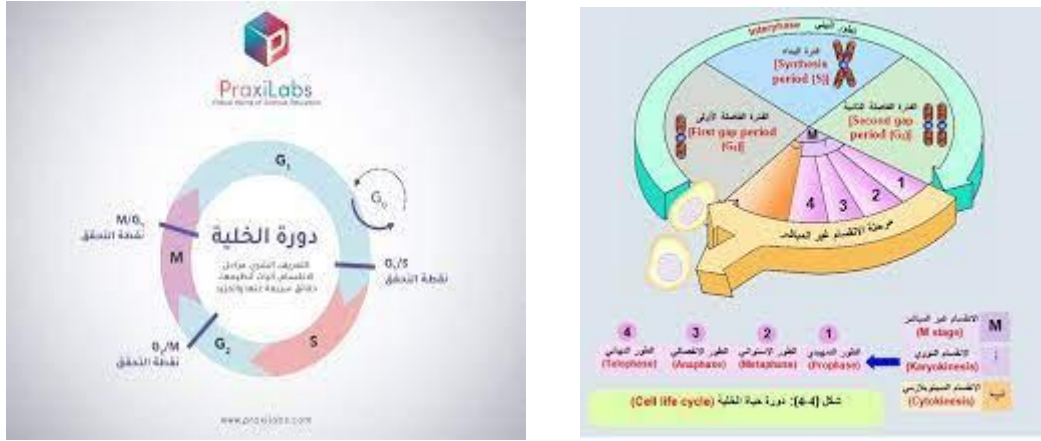 PraxiLabs
G₁
G₀
M/G₁
نقطة التحقق
دورة الخلية
M
G₁/S
نقطة التحقق
G₂/M
نقطة التحقق
G₂
S
www.praxilabs.com
Interphase
الطور البيني
فترة البناء
[Synthesis
period (S)]
الفترة الفاصلة الأولى
[First gap period
(G₁)]
الفترة الفاصلة الثانية
[Second gap
period (G₂)]
M
4 3 2 1
مرحلة الانقسام غير المباشر
1
الطور التمهيدي
(Prophase)
2
الطور الاستوائي
(Metaphase)
3
الطور الانفصالي
(Anaphase)
4
الطور النهائي
(Telophase)
M
الانقسام غير المباشر
(M stage)
أ
الانقسام النووي
(Karyokinesis)
ب
الانقسام السيتوبلازمي
(Cytokinesis)
شكل (4-4): دورة حياة الخلية (Cell life cycle)